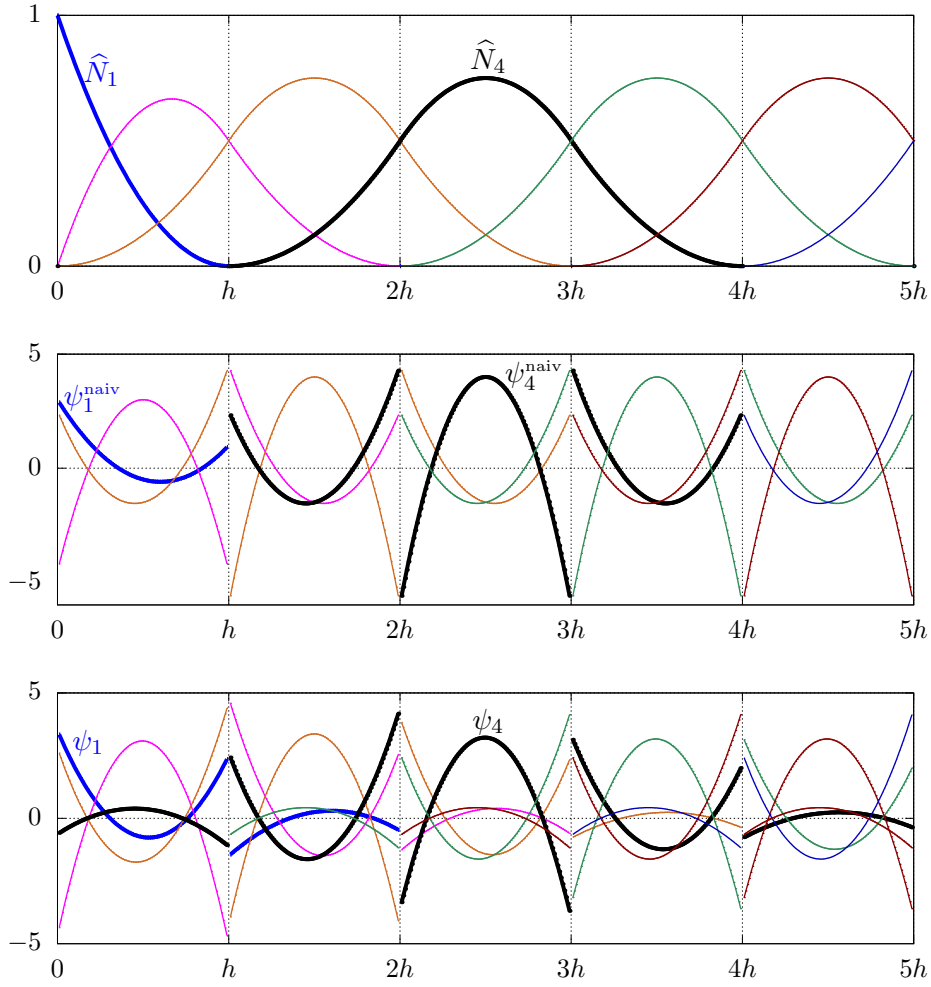 1
N̂₁ N̂₄
0
0 h 2h 3h 4h 5h
5
ψ₁ⁿᵃⁱᵛ ψ₄ⁿᵃⁱᵛ
0
−5
0 h 2h 3h 4h 5h
5
ψ₁ ψ₄
0
−5
0 h 2h 3h 4h 5h